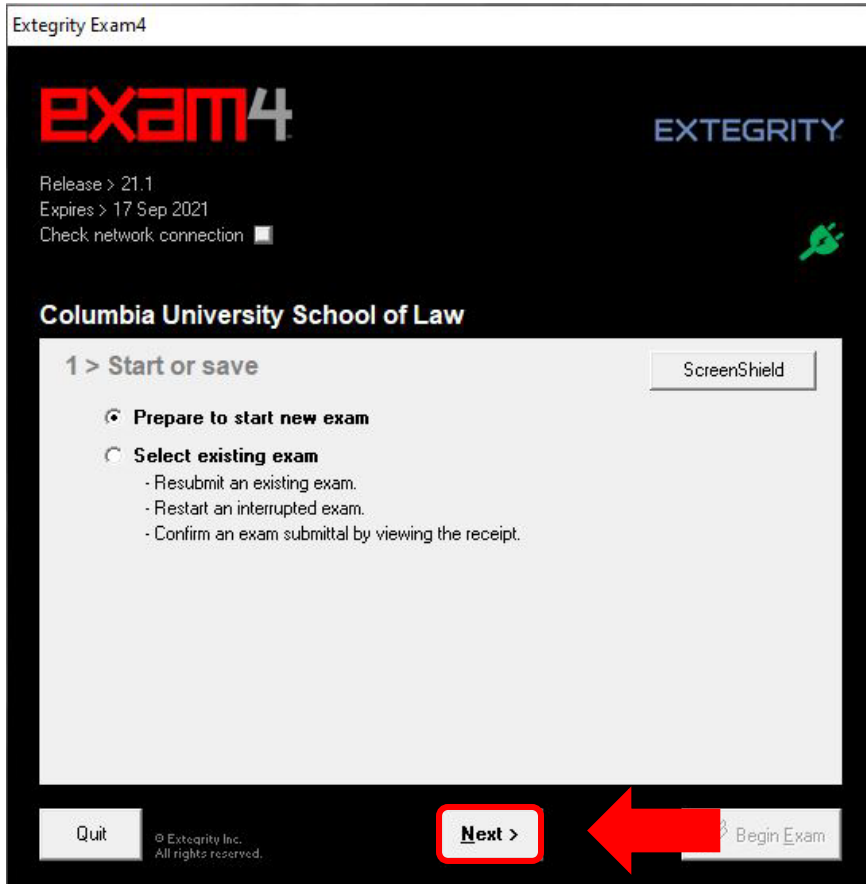 Extegrity Exam4
exam4
EXTEGRITY
Release > 21.1
Expires > 17 Sep 2021
Check network connection
Columbia University School of Law
1 > Start or save
ScreenShield
Prepare to start new exam
Select existing exam
- Resubmit an existing exam.
- Restart an interrupted exam.
- Confirm an exam submittal by viewing the receipt.
Quit
© Extegrity Inc.
All rights reserved.
Next >
Begin Exam